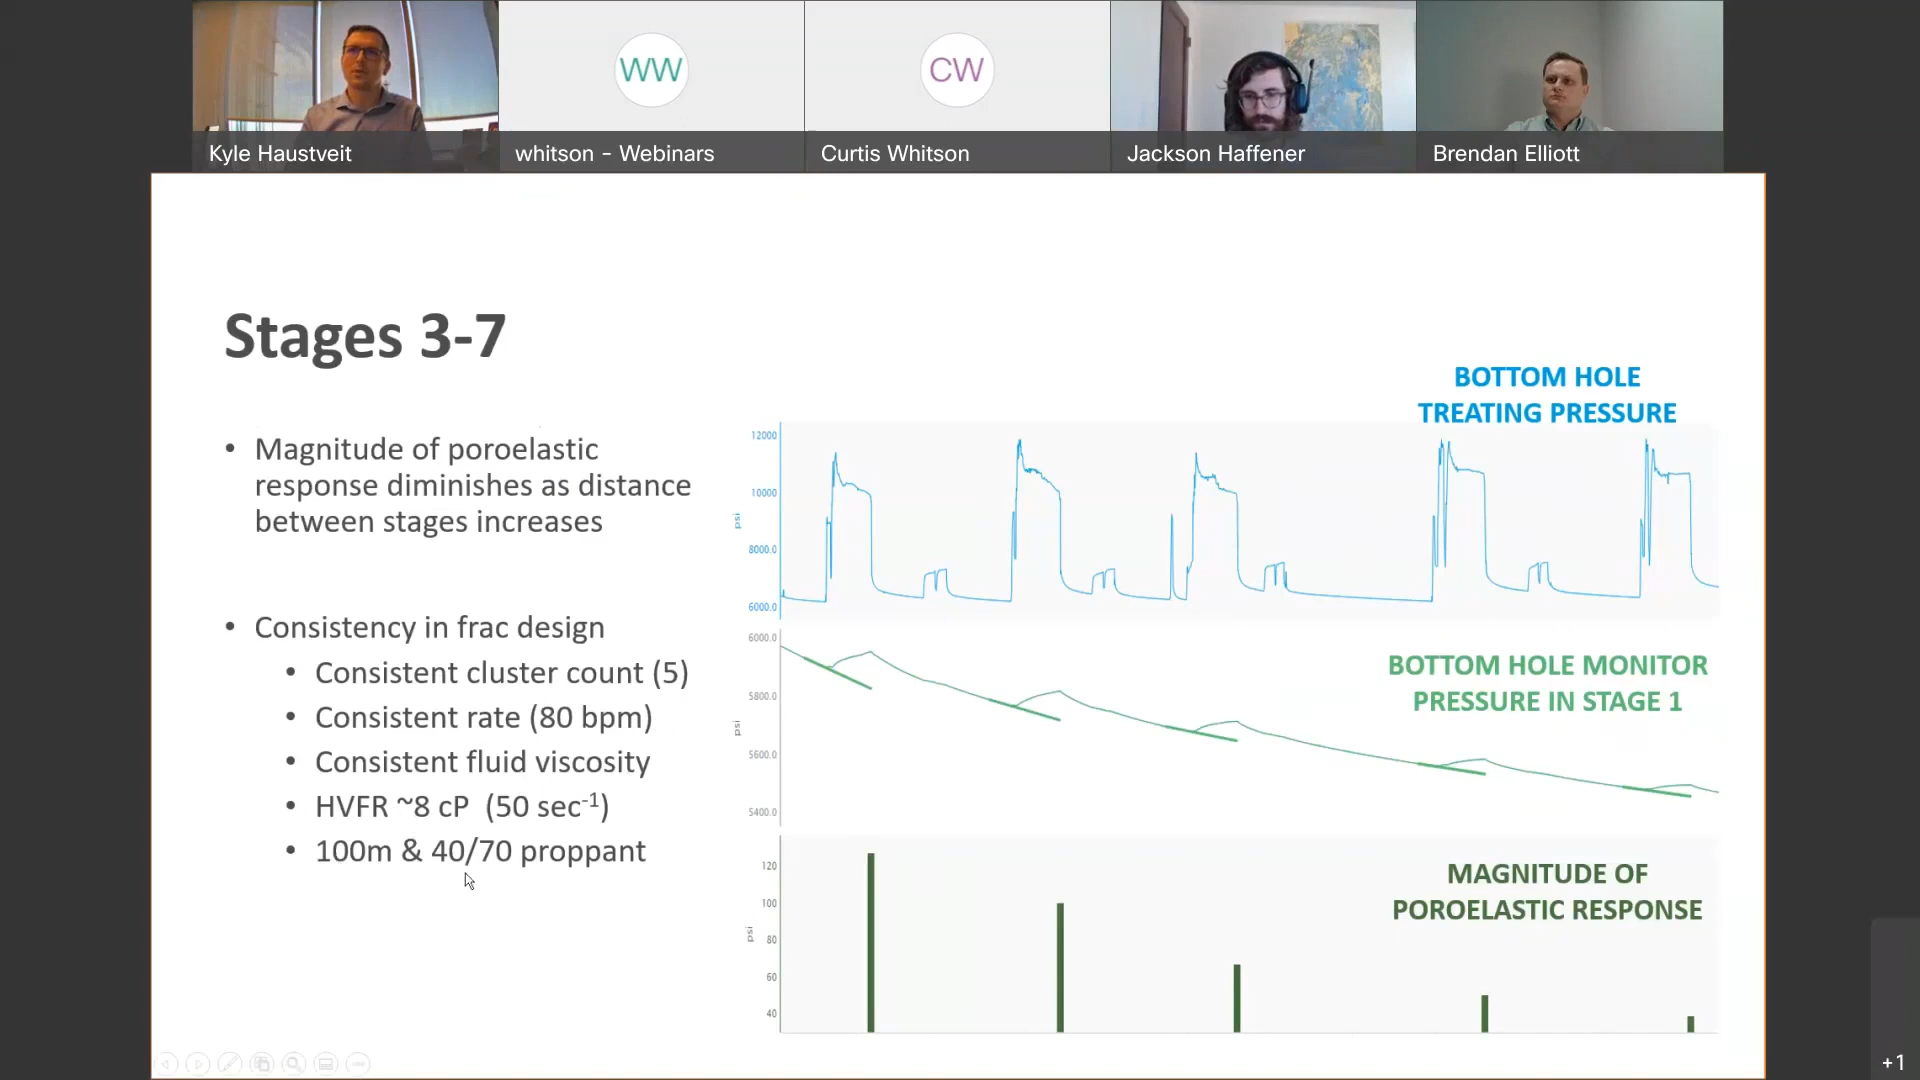 WW
CW
Kyle Haustveit
whitson - Webinars
Curtis Whitson
Jackson Haffener
Brendan Elliott
Stages 3-7
• Magnitude of poroelastic
response diminishes as distance
between stages increases
• Consistency in frac design
• Consistent cluster count (5)
• Consistent rate (80 bpm)
• Consistent fluid viscosity
• HVFR ~8 cP (50 sec⁻¹)
• 100m & 40/70 proppant
BOTTOM HOLE
TREATING PRESSURE
12000
10000
psi
8000.0
6000.0
BOTTOM HOLE MONITOR
PRESSURE IN STAGE 1
6000.0
5800.0
psi
5600.0
5400.0
MAGNITUDE OF
POROELASTIC RESPONSE
120
100
psi
80
60
40
+1